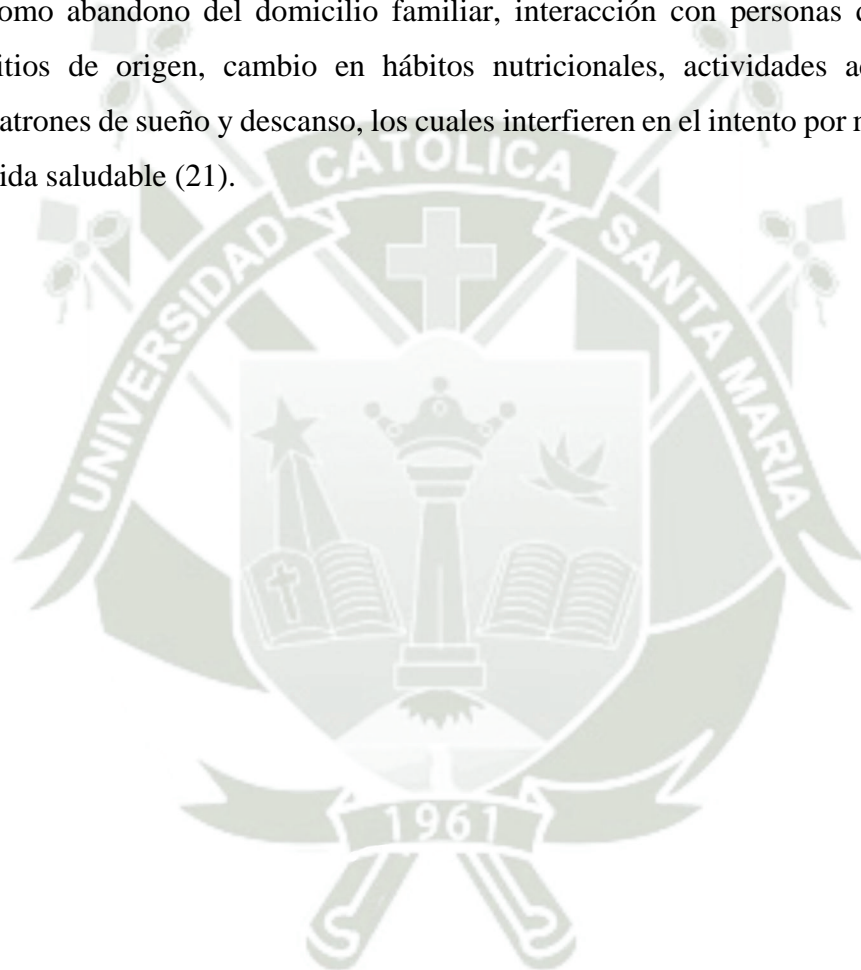 omo abandono del domicilio familiar, interacción con personas
itios de origen, cambio en hábitos nutricionales, actividades
atrones de sueño y descanso, los cuales interfieren en el intento por
ida saludable (21).
UNIVERSIDAD CATOLICA SANTA MARIA
1961